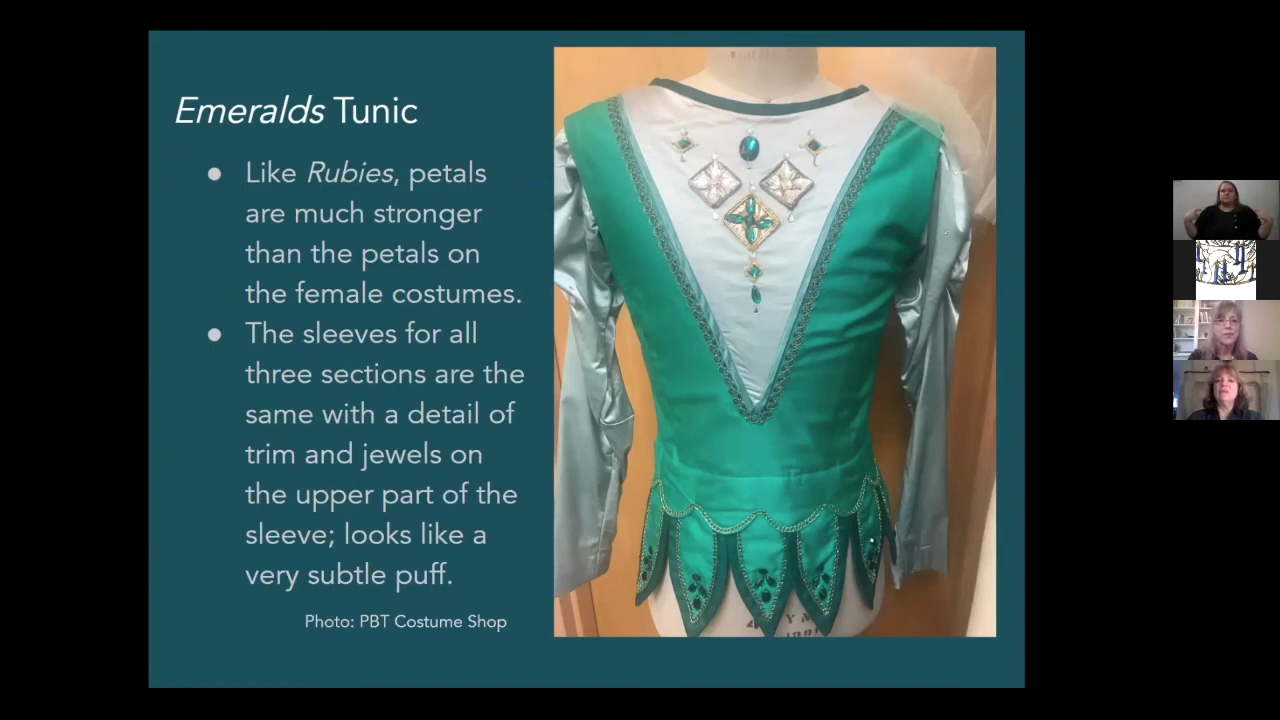 Emeralds Tunic
● Like Rubies, petals
are much stronger
than the petals on
the female costumes.
● The sleeves for all
three sections are the
same with a detail of
trim and jewels on
the upper part of the
sleeve; looks like a
very subtle puff.
Photo: PBT Costume Shop